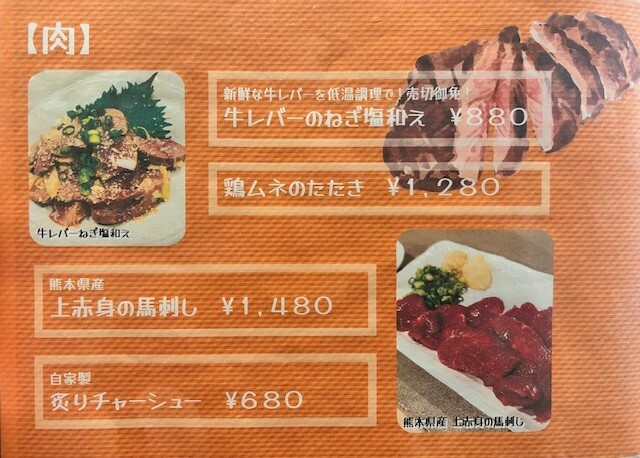 【肉】
新鮮な牛レバーを低温調理で！売切御免！
牛レバーのねぎ塩和え ¥880
鶏ムネのたたき ¥1,280
牛レバーねぎ塩和え
熊本県産
上赤身の馬刺し ¥1,480
自家製
炙りチャーシュー ¥680
熊本県産 上赤身の馬刺し